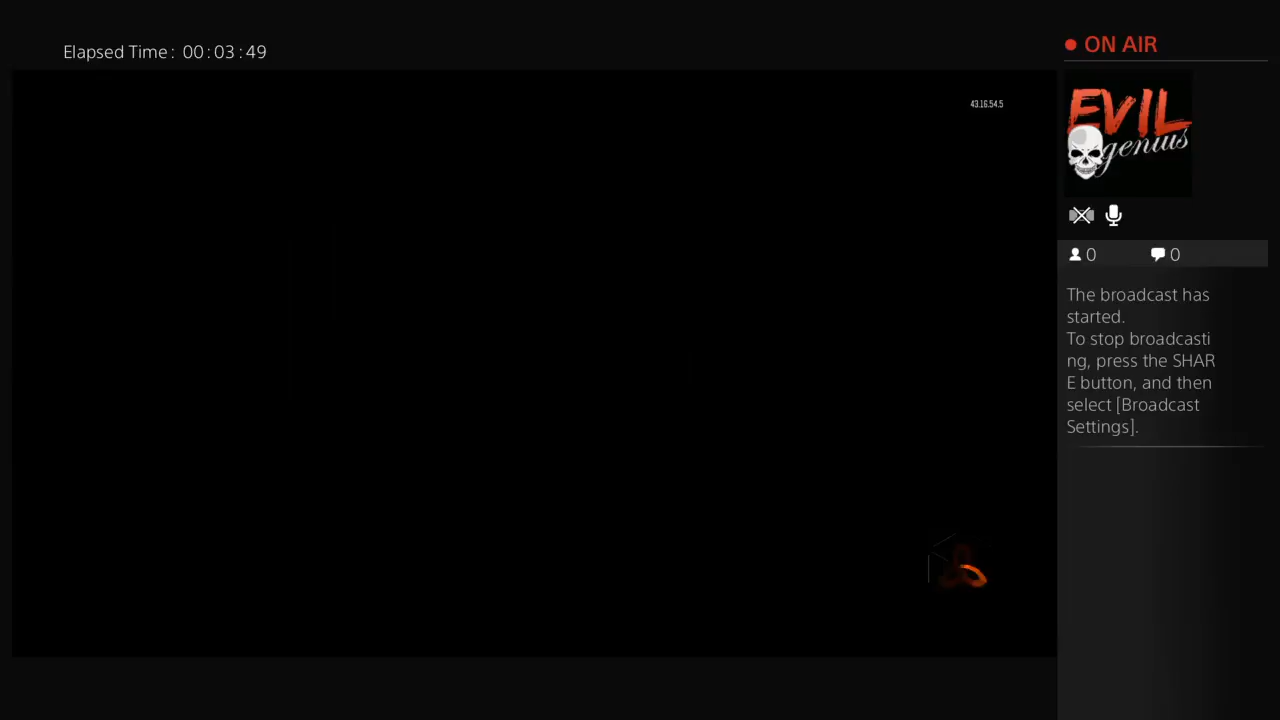 Elapsed Time: 00:03:49
ON AIR
43.16.54.5
EVIL
genius
0
0
The broadcast has
started.
To stop broadcasti
ng, press the SHAR
E button, and then
select [Broadcast
Settings].